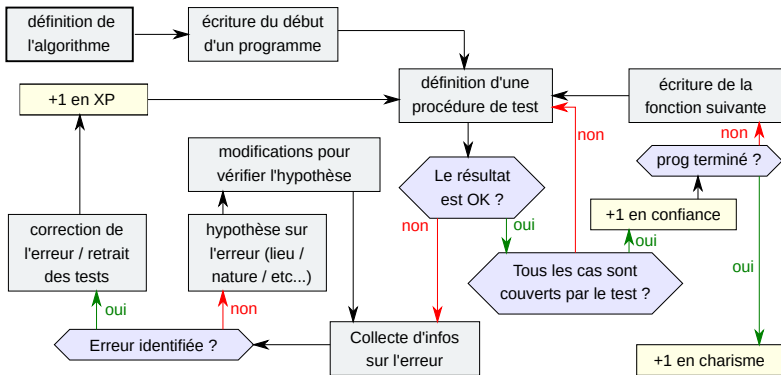 définition de
l'algorithme
écriture du début
d'un programme
+1 en XP
définition d'une
procédure de test
écriture de la
fonction suivante
non
non
modifications pour
vérifier l'hypothèse
Le résultat
est OK ?
prog terminé ?
+1 en confiance
correction de
l'erreur / retrait
des tests
hypothèse sur
l'erreur (lieu /
nature / etc...)
non
oui
oui
oui
Tous les cas sont
couverts par le test ?
oui
non
Erreur identifiée ?
Collecte d'infos
sur l'erreur
+1 en charisme